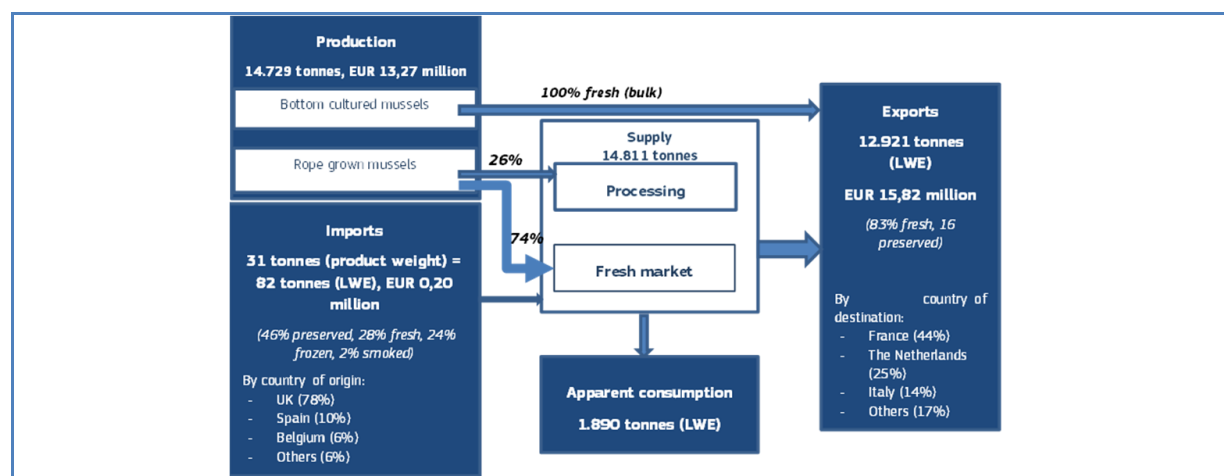 Production
14.729 tonnes, EUR 13,27 million
Bottom cultured mussels
Rope grown mussels
100% fresh (bulk)
26%
74%
Supply
14.811 tonnes
Processing
Fresh market
Imports
31 tonnes (product weight) =
82 tonnes (LWE), EUR 0,20
million
(46% preserved, 28% fresh, 24%
frozen, 2% smoked)
By country of origin:
- UK (78%)
- Spain (10%)
- Belgium (6%)
- Others (6%)
Apparent consumption
1.890 tonnes (LWE)
Exports
12.921 tonnes
(LWE)
EUR 15,82 million
(83% fresh, 16
preserved)
By country of
destination:
- France (44%)
- The Netherlands
(25%)
- Italy (14%)
- Others (17%)